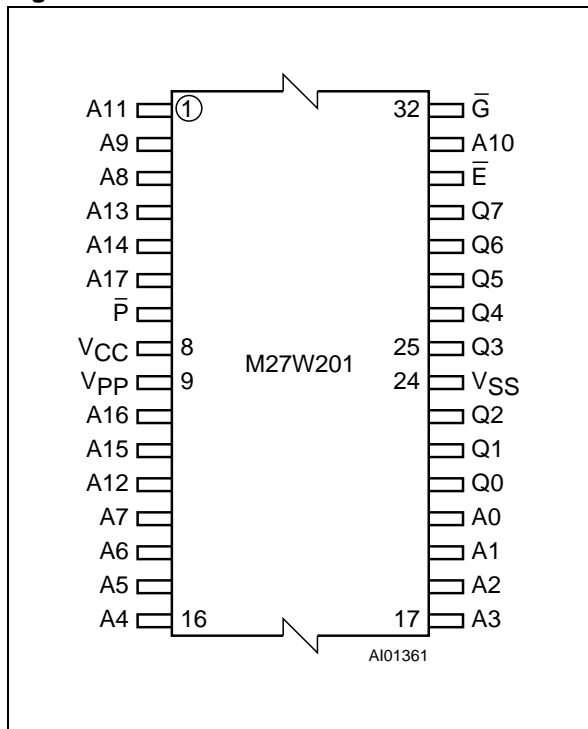 A11 1 32 G̅
A9 A10
A8 E̅
A13 Q7
A14 Q6
A17 Q5
P̅ Q4
VCC 8 25 Q3
M27W201
VPP 9 24 VSS
A16 Q2
A15 Q1
A12 Q0
A7 A0
A6 A1
A5 A2
A4 16 17 A3
AI01361